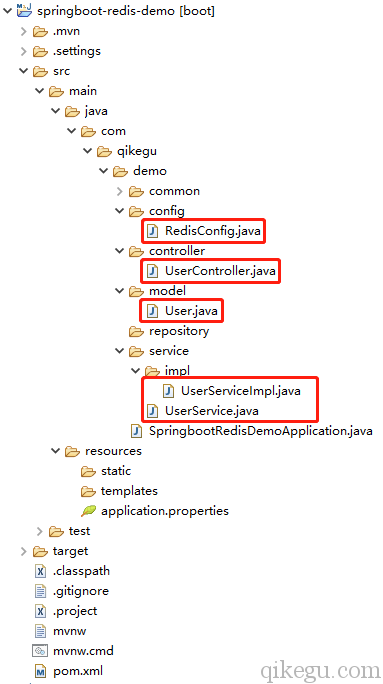 springboot-redis-demo [boot]
.mvn
.settings
src
main
java
com
qikegu
demo
common
config
RedisConfig.java
controller
UserController.java
model
User.java
repository
service
impl
UserServiceImpl.java
UserService.java
SpringbootRedisDemoApplication.java
resources
static
templates
application.properties
test
target
.classpath
.gitignore
.project
mvnw
mvnw.cmd
pom.xml
qikegu.com